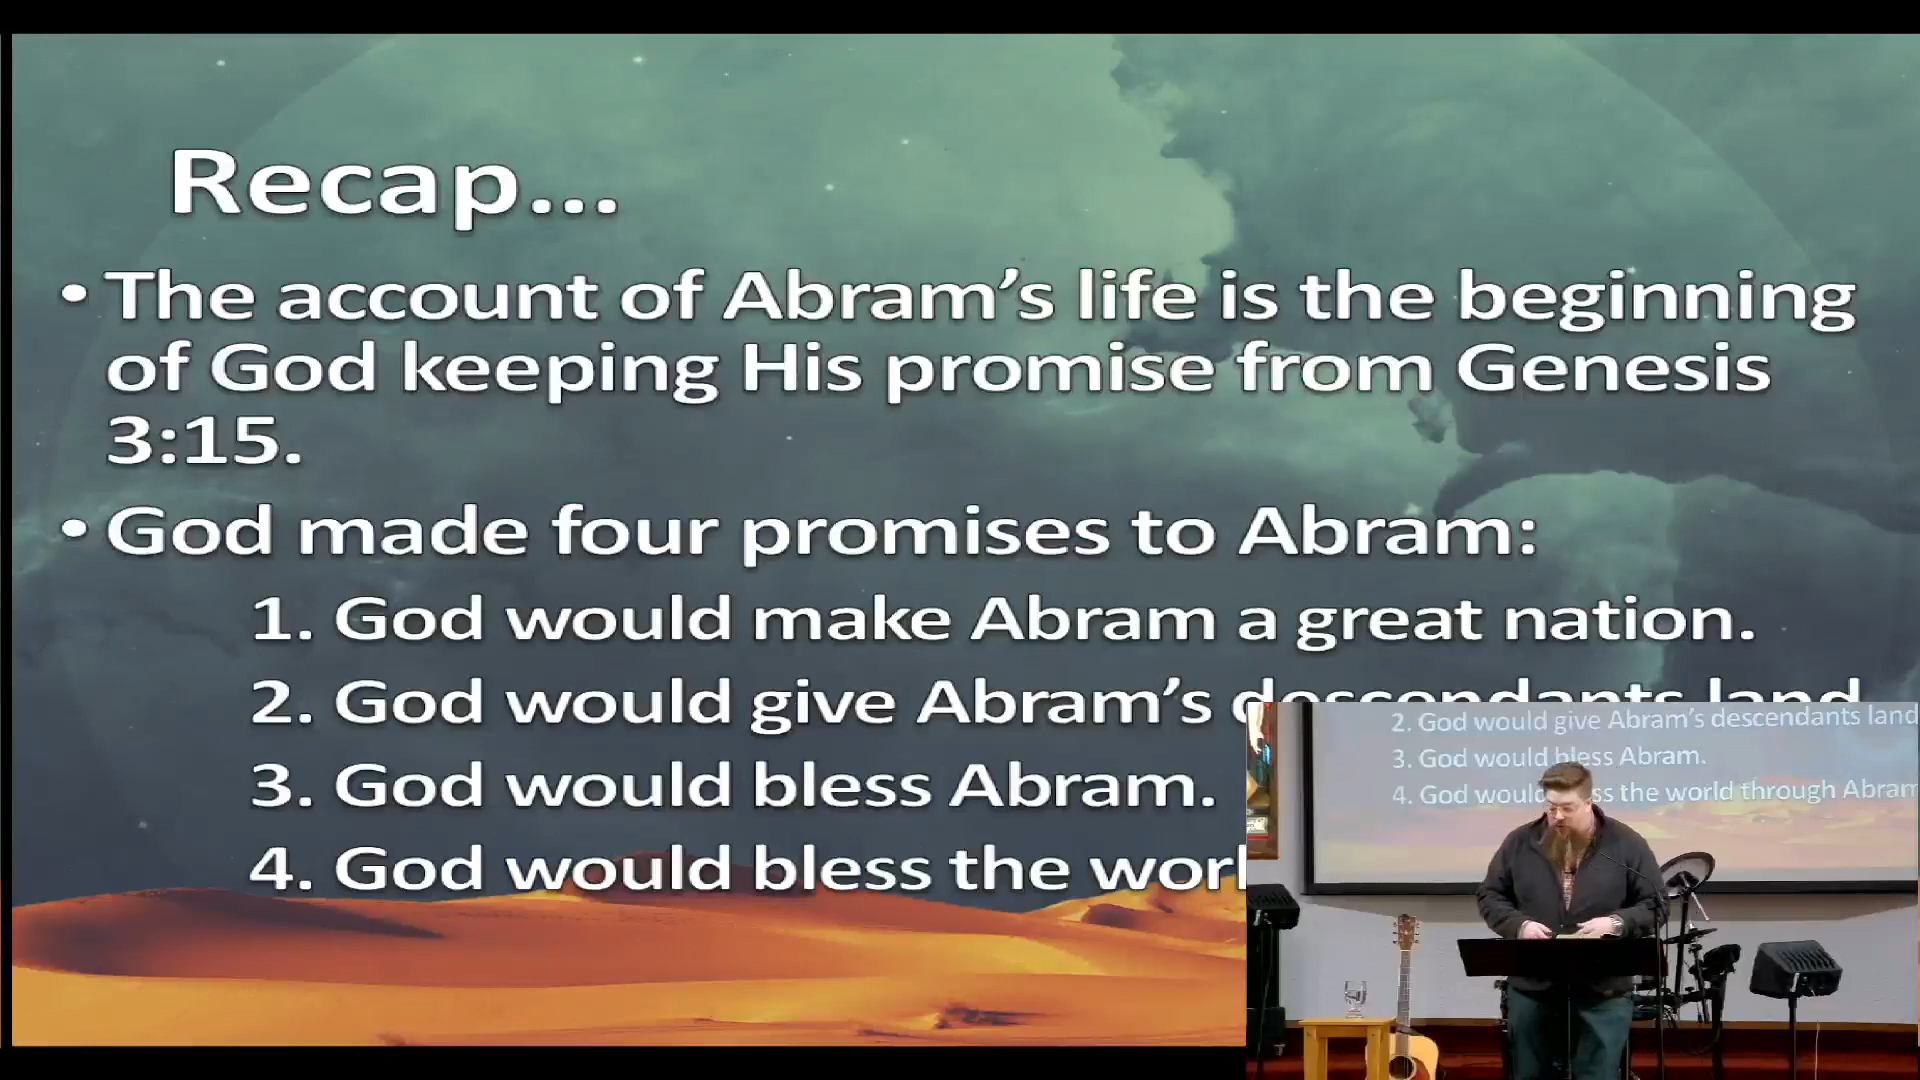 Recap...
• The account of Abram's life is the beginning
of God keeping His promise from Genesis
3:15.
• God made four promises to Abram:
1. God would make Abram a great nation.
2. God would give Abram's descendants land
3. God would bless Abram.
4. God would bless the
2. God would give Abram's descendants land
3. God would bless Abram.
4. God the world through Abram